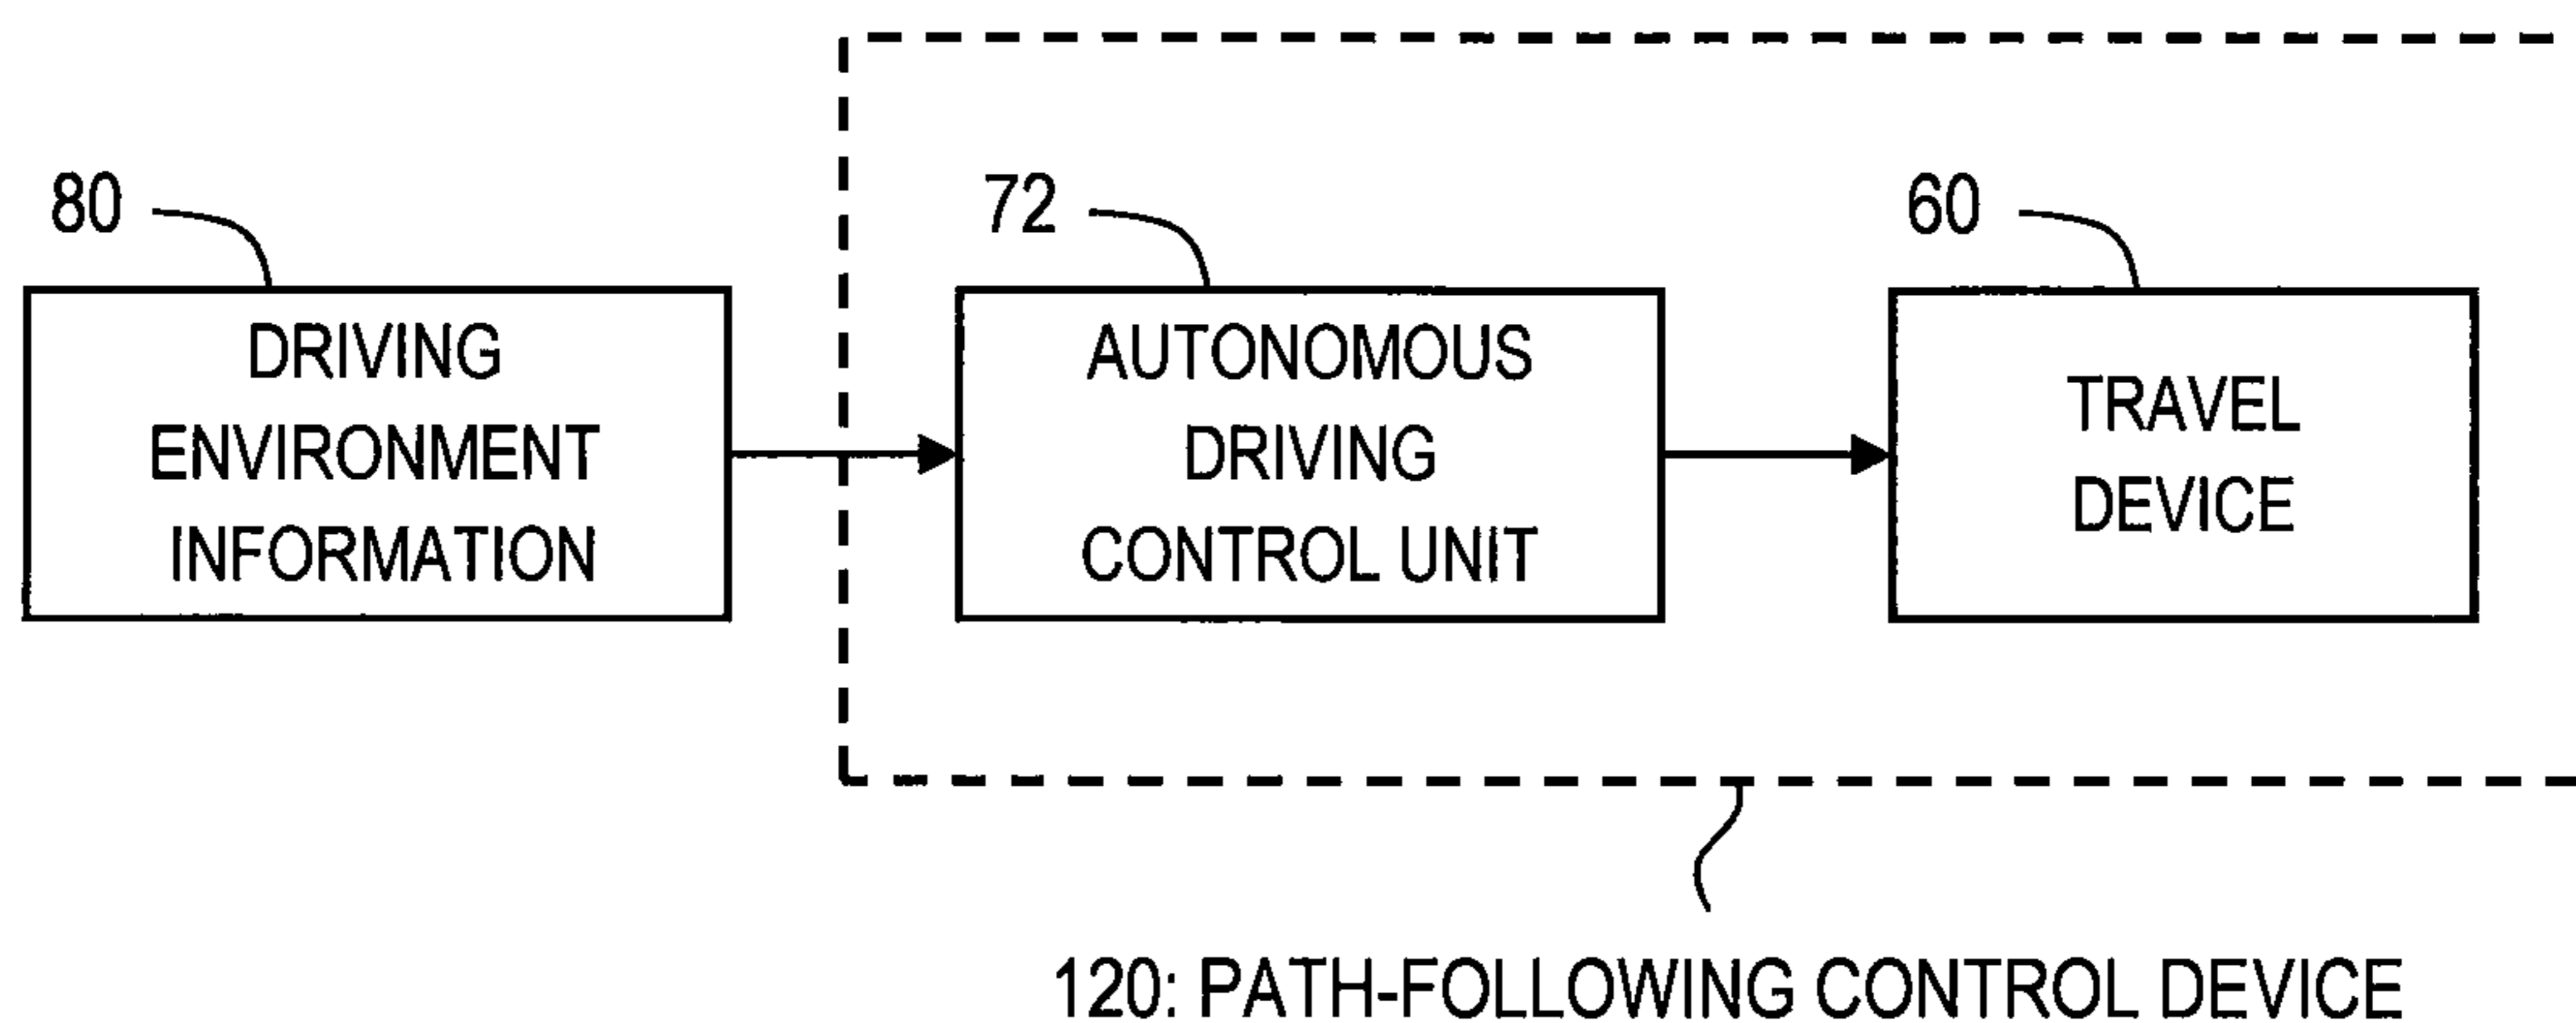 80
72
60
DRIVING
ENVIRONMENT
INFORMATION
AUTONOMOUS
DRIVING
CONTROL UNIT
TRAVEL
DEVICE
120: PATH-FOLLOWING CONTROL DEVICE